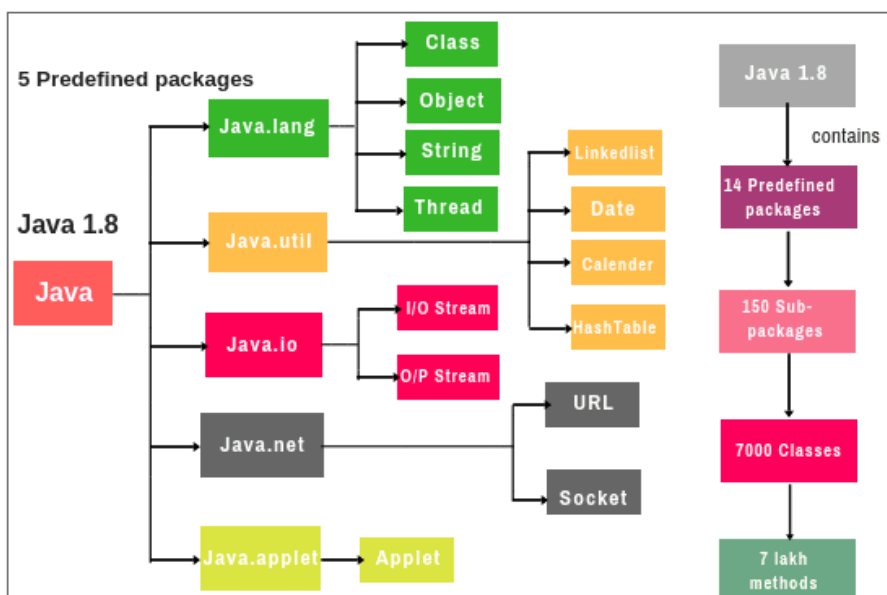 5 Predefined packages
Java 1.8
Java
Java.lang
Class
Object
String
Thread
Java.util
Linkedlist
Date
Calender
HashTable
Java.io
I/O Stream
O/P Stream
Java.net
URL
Socket
Java.applet
Applet
Java 1.8
contains
14 Predefined
packages
150 Sub-
packages
7000 Classes
7 lakh
methods